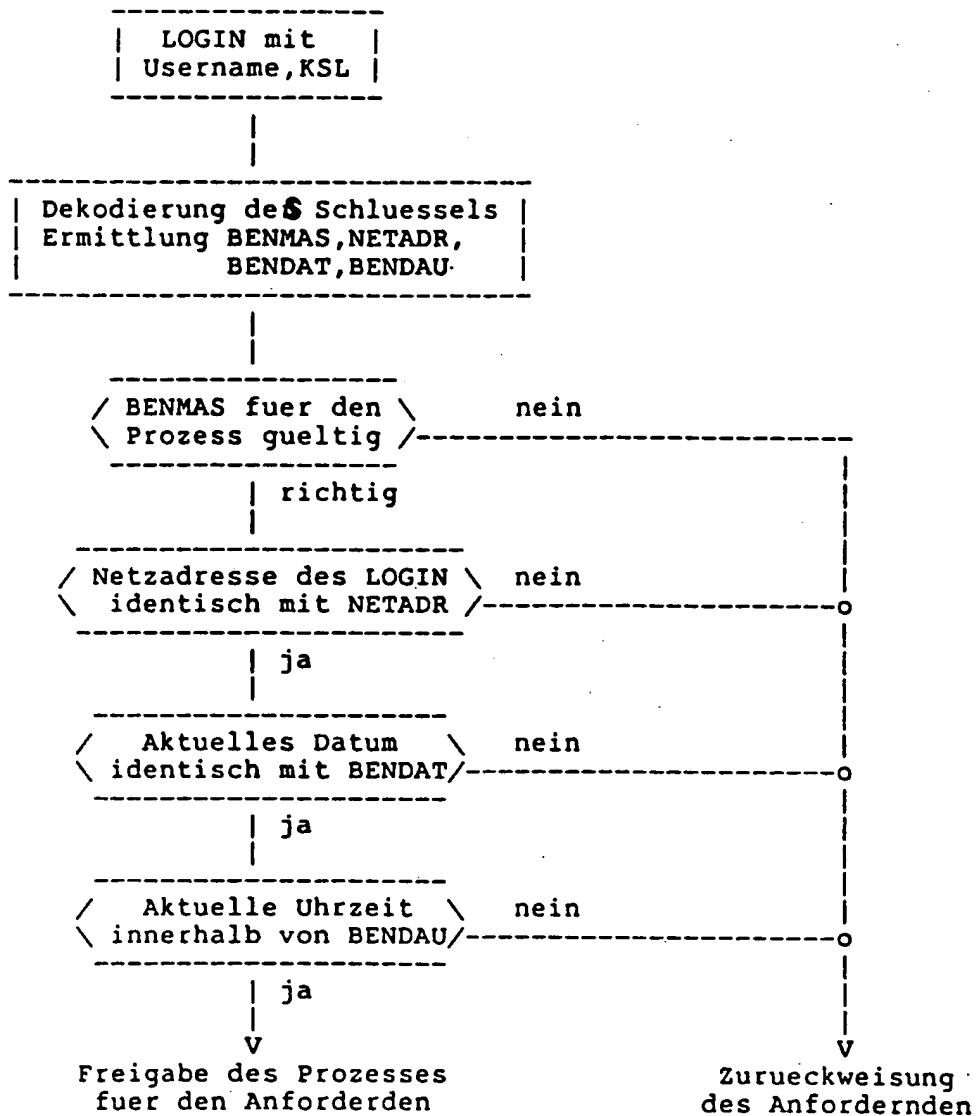 LOGIN mit
Username,KSL
Dekodierung des Schluessels
Ermittlung BENMAS,NETADR,
BENDAT,BENDAU
BENMAS fuer den nein
Prozess gueltig
richtig
Netzadresse des LOGIN nein
identisch mit NETADR
ja
Aktuelles Datum nein
identisch mit BENDAT
ja
Aktuelle Uhrzeit nein
innerhalb von BENDAU
ja
Freigabe des Prozesses
fuer den Anforderden
Zurueckweisung
des Anfordernden